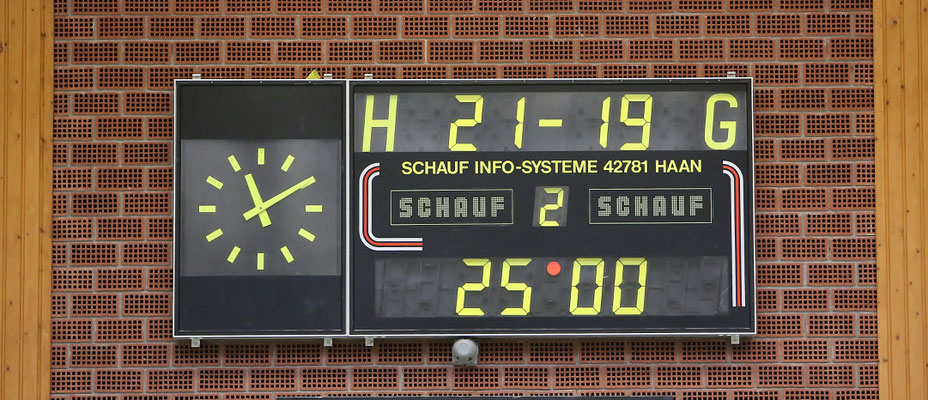 H 21-19 G
SCHAUF INFO-SYSTEME 42781 HAAN
SCHAUF 2 SCHAUF
25:00